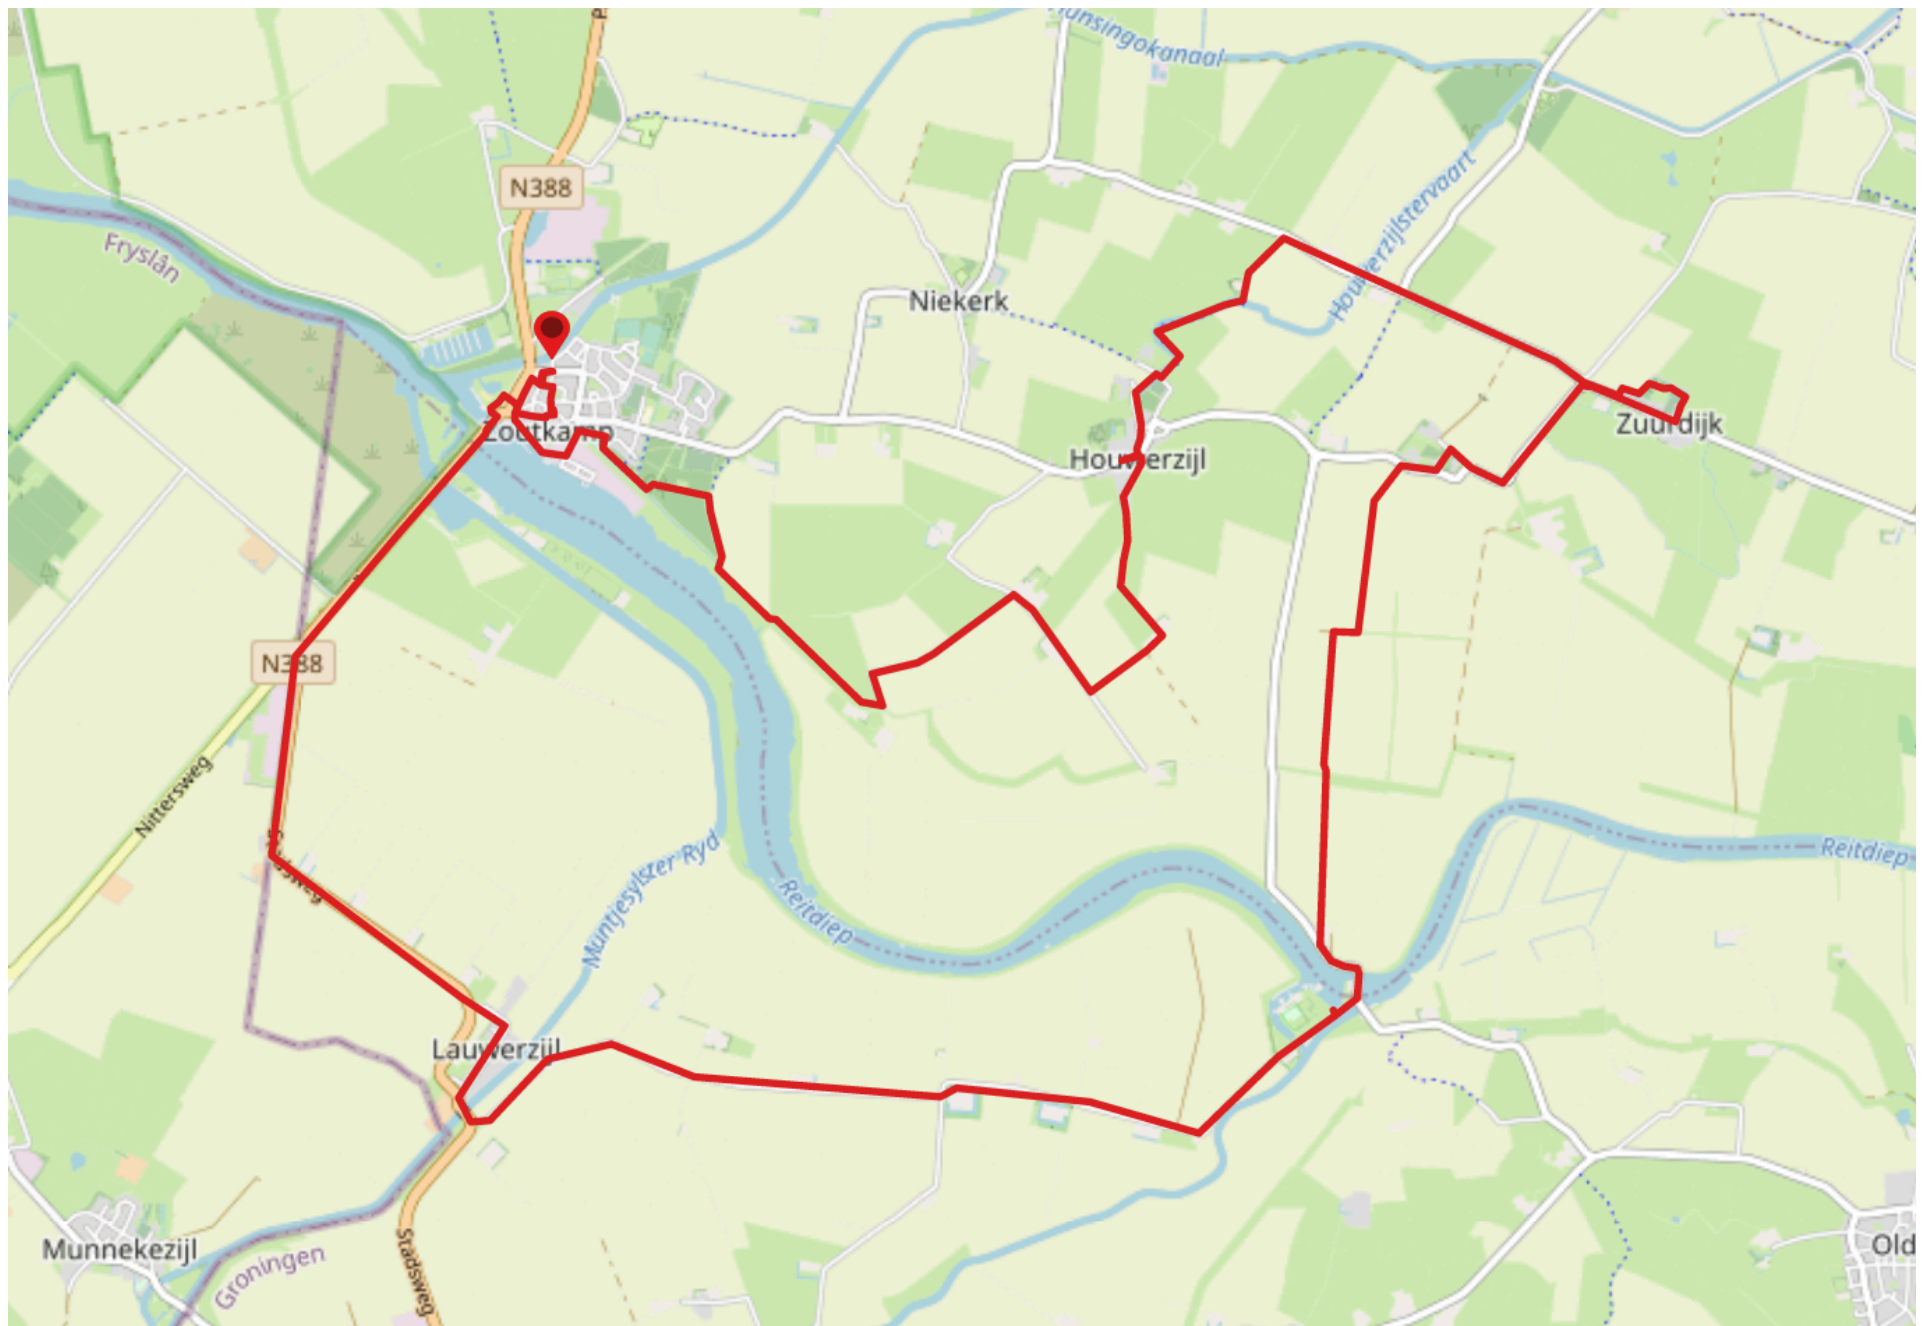 Hunsingokanaal
N388
Houwerzijlstervaart
Fryslân
Niekerk
Zoutkamp
Zuurdijk
Houwerzijl
N388
Nittersweg
Stadsweg
Muntjesylster Ryd
Reitdiep
Reitdiep
Lauwerzijl
Munnekezijl
Groningen
Stadsweg
Old